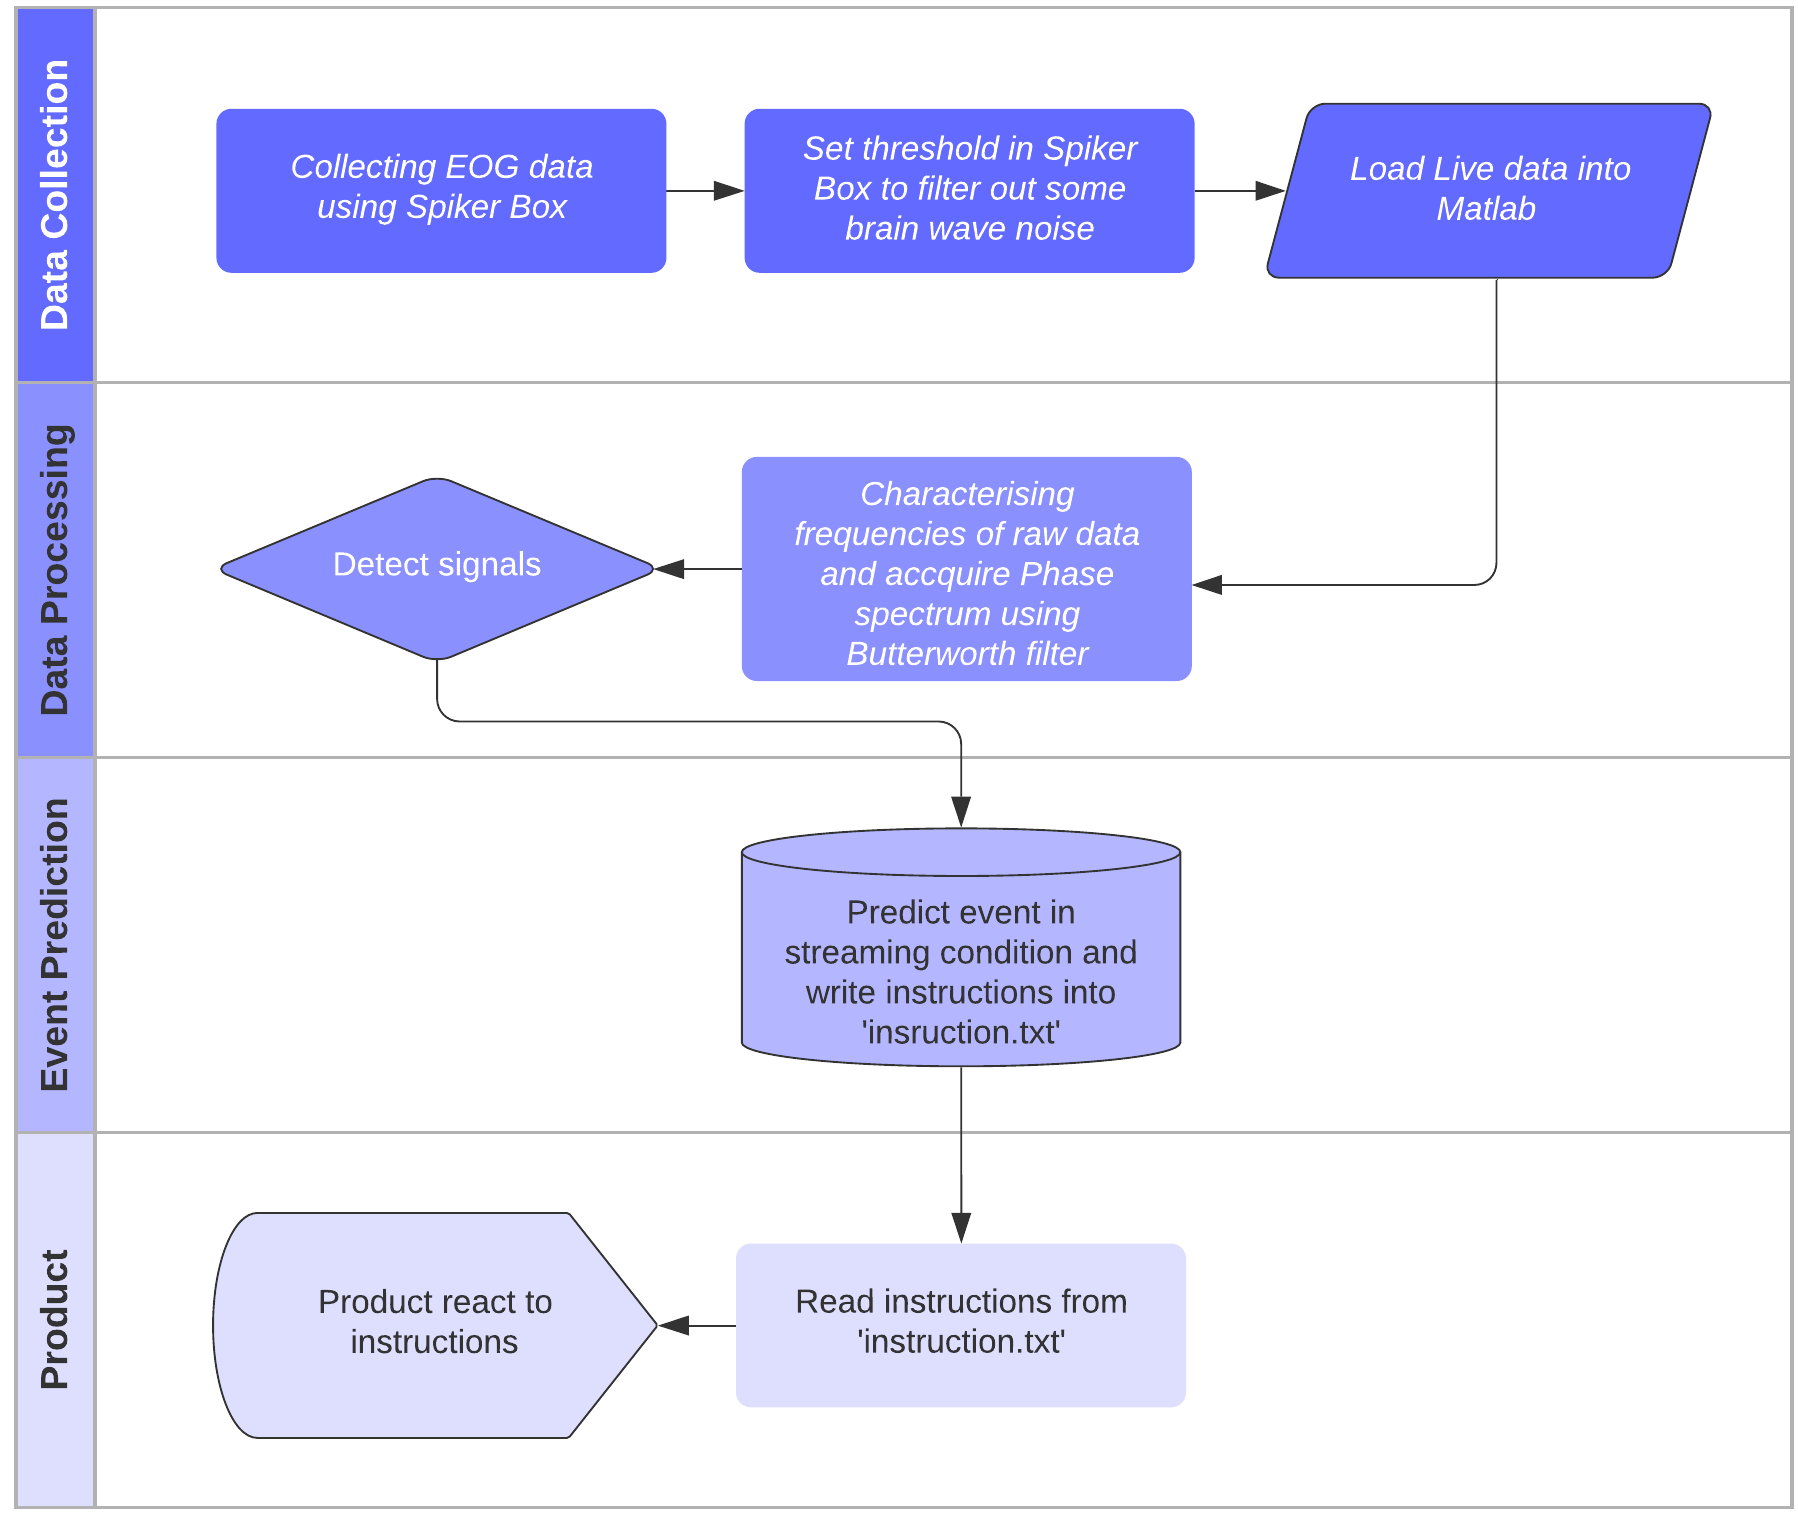 Data Collection
Collecting EOG data
using Spiker Box
Set threshold in Spiker
Box to filter out some
brain wave noise
Load Live data into
Matlab
Data Processing
Detect signals
Characterising
frequencies of raw data
and accquire Phase
spectrum using
Butterworth filter
Event Prediction
Predict event in
streaming condition and
write instructions into
'insruction.txt'
Product
Product react to
instructions
Read instructions from
'instruction.txt'